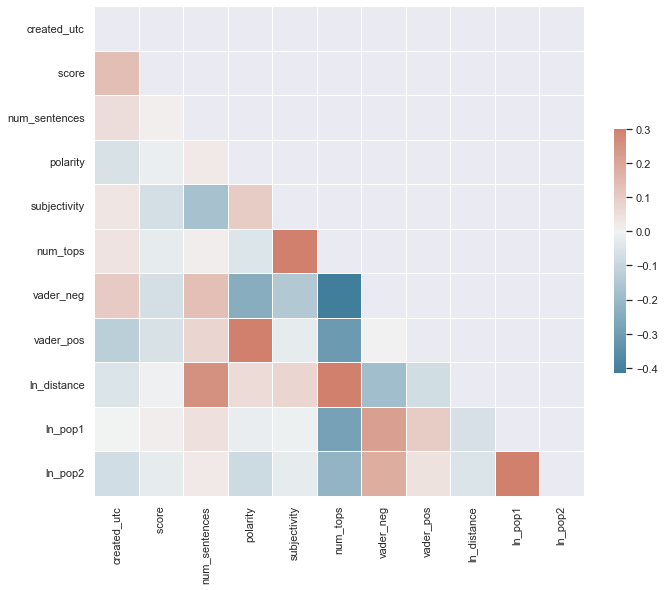 created_utc
score
num_sentences
polarity
subjectivity
num_tops
vader_neg
vader_pos
ln_distance
ln_pop1
ln_pop2
0.3
0.2
0.1
0.0
−0.1
−0.2
−0.3
−0.4
created_utc
score
num_sentences
polarity
subjectivity
num_tops
vader_neg
vader_pos
ln_distance
ln_pop1
ln_pop2